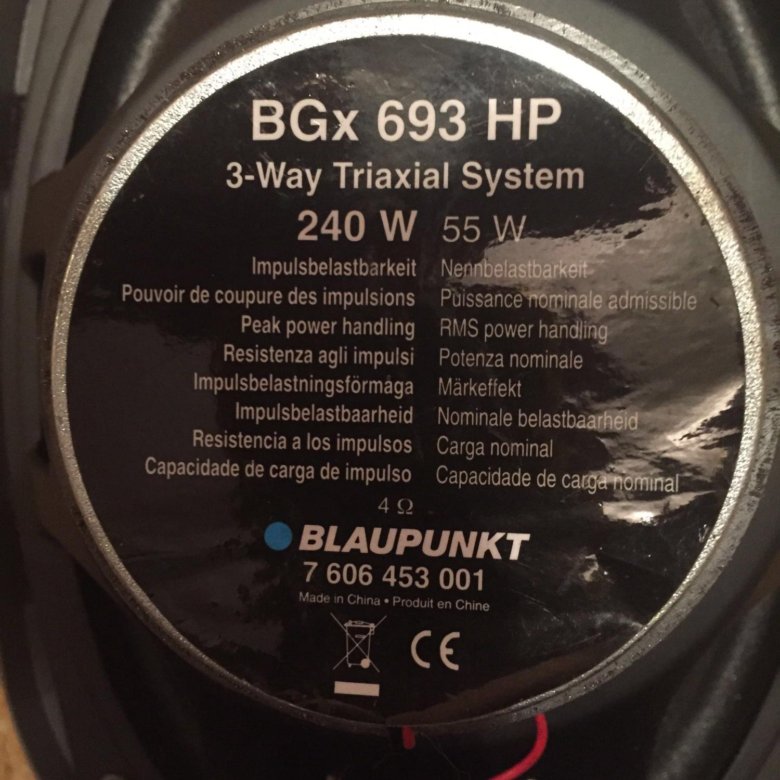 BGx 693 HP
3-Way Triaxial System
240 W 55 W
Impulsbelastbarkeit Nennbelastbarkeit
Pouvoir de coupure des impulsions Puissance nominale admissible
Peak power handling RMS power handling
Resistenza agli impulsi Potenza nominale
Impulsbelastningsförmåga Märkeffekt
Impulsbelastbaarheid Nominale belastbaarheid
Resistencia a los impulsos Carga nominal
Capacidade de carga de impulso Capacidade de carga nominal
4 Ω
BLAUPUNKT
7 606 453 001
Made in China • Produit en Chine
CE